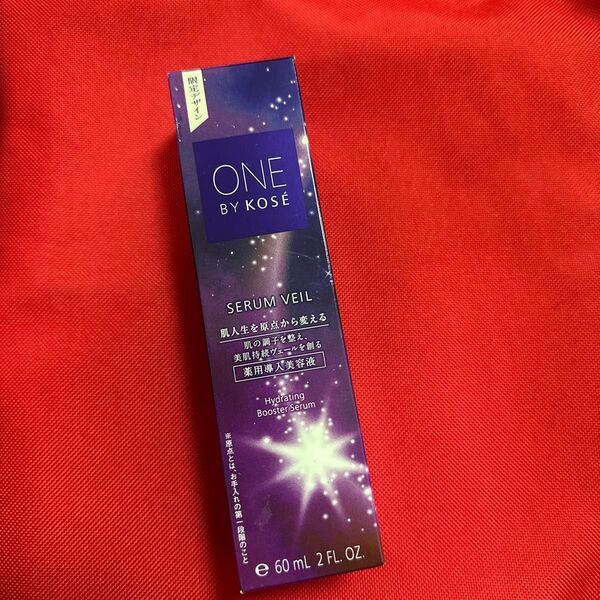 限定デザイン
ONE
BY KOSÉ
SERUM VEIL
肌人生を原点から変える
肌の調子を整え、
美肌持続ヴェールを創る
薬用導入美容液
Hydrating
Booster Serum
※原点とは、お手入れの第一段階のこと
e 60 mL 2 FL. OZ.